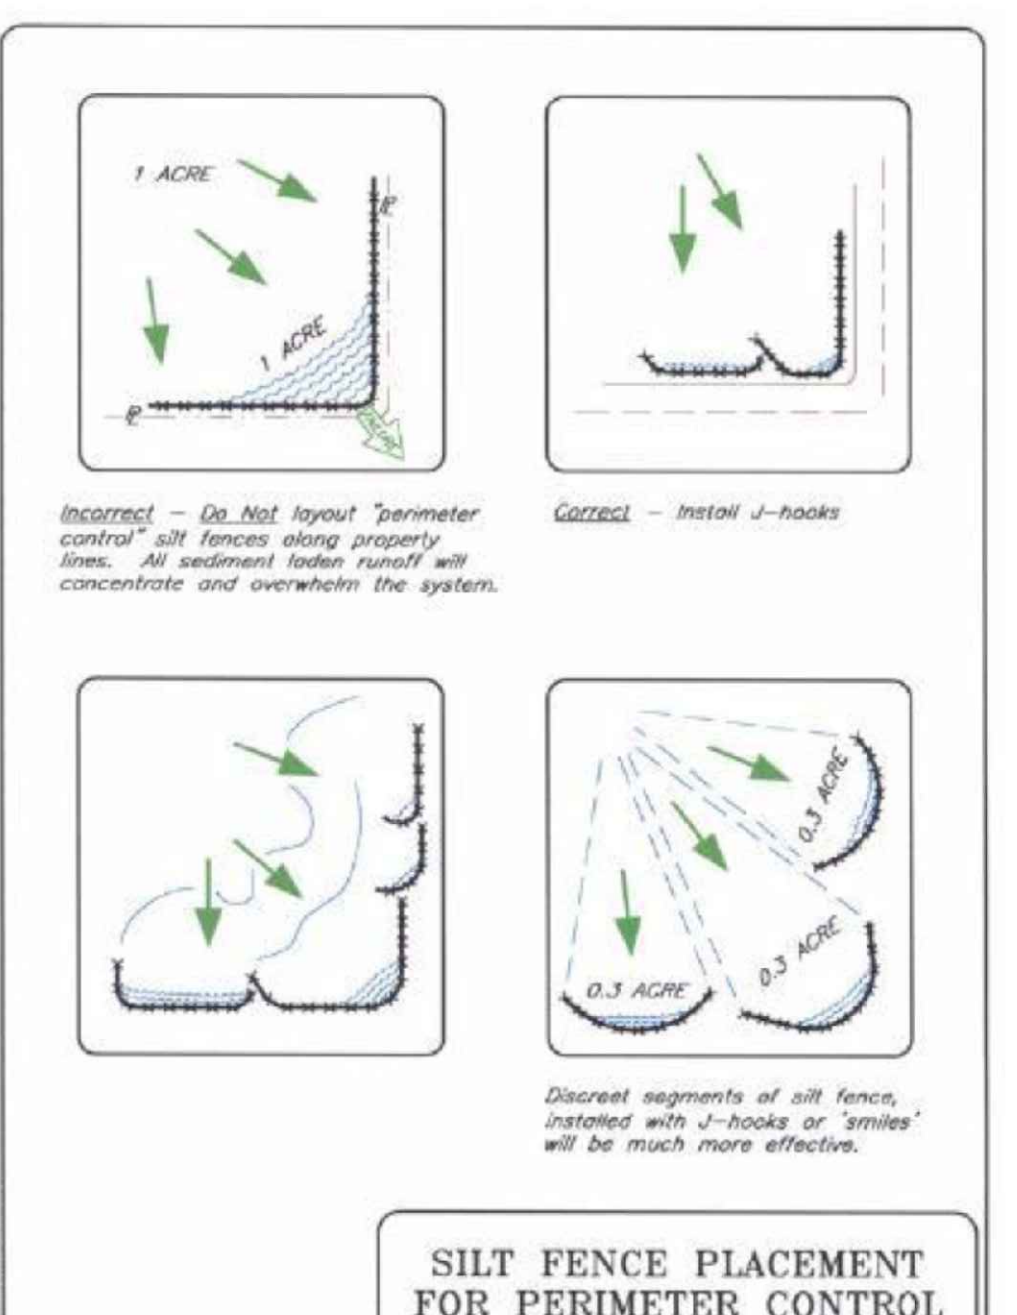 1 ACRE
PL
1 ACRE
PL
Incorrect – Do Not layout "perimeter
control" silt fences along property
lines. All sediment laden runoff will
concentrate and overwhelm the system.
Correct – Install J-hooks
0.3 ACRE
0.3 ACRE
0.3 ACRE
Discreet segments of silt fence,
installed with J-hooks or 'smiles'
will be much more effective.
SILT FENCE PLACEMENT
FOR PERIMETER CONTROL